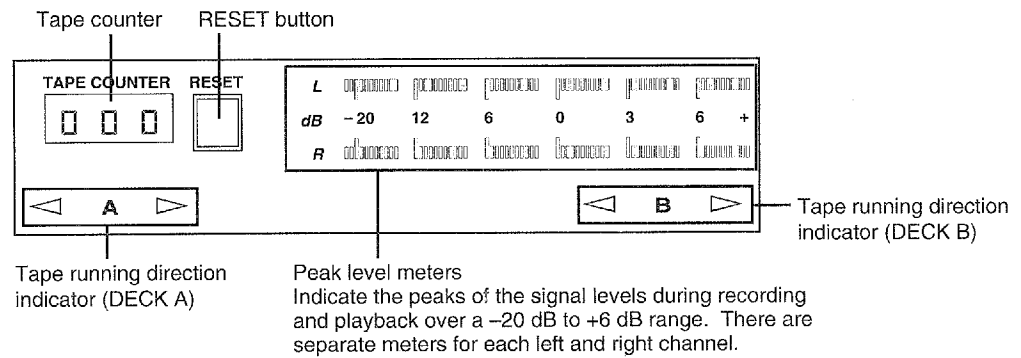 Tape counter RESET button
TAPE COUNTER RESET
0 0 0
L
dB −20 12 6 0 3 6 +
R
A B
Tape running direction
indicator (DECK B)
Tape running direction
indicator (DECK A)
Peak level meters
Indicate the peaks of the signal levels during recording
and playback over a –20 dB to +6 dB range. There are
separate meters for each left and right channel.